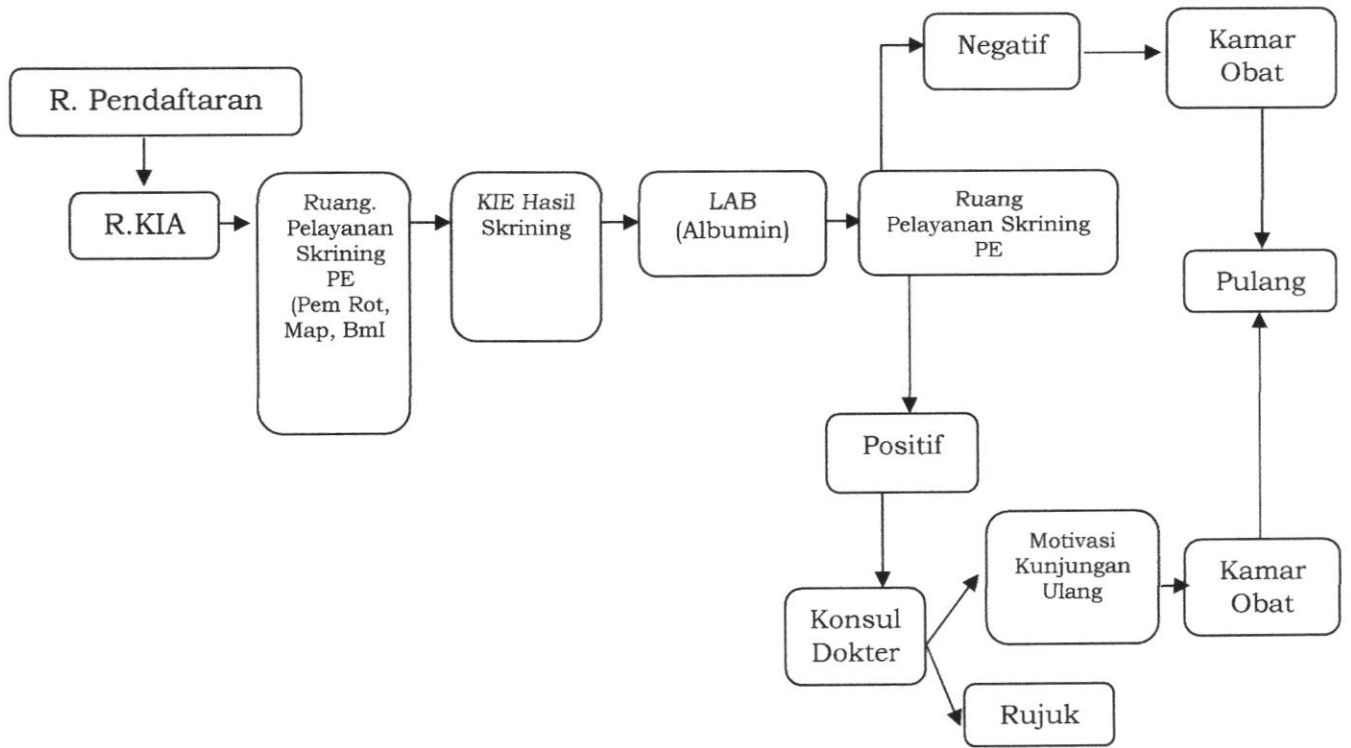 R. Pendaftaran
R.KIA
Ruang.
Pelayanan
Skrining
PE
(Pem Rot,
Map, BmI
KIE Hasil
Skrining
LAB
(Albumin)
Ruang
Pelayanan Skrining
PE
Negatif
Kamar
Obat
Pulang
Positif
Konsul
Dokter
Motivasi
Kunjungan
Ulang
Kamar
Obat
Rujuk